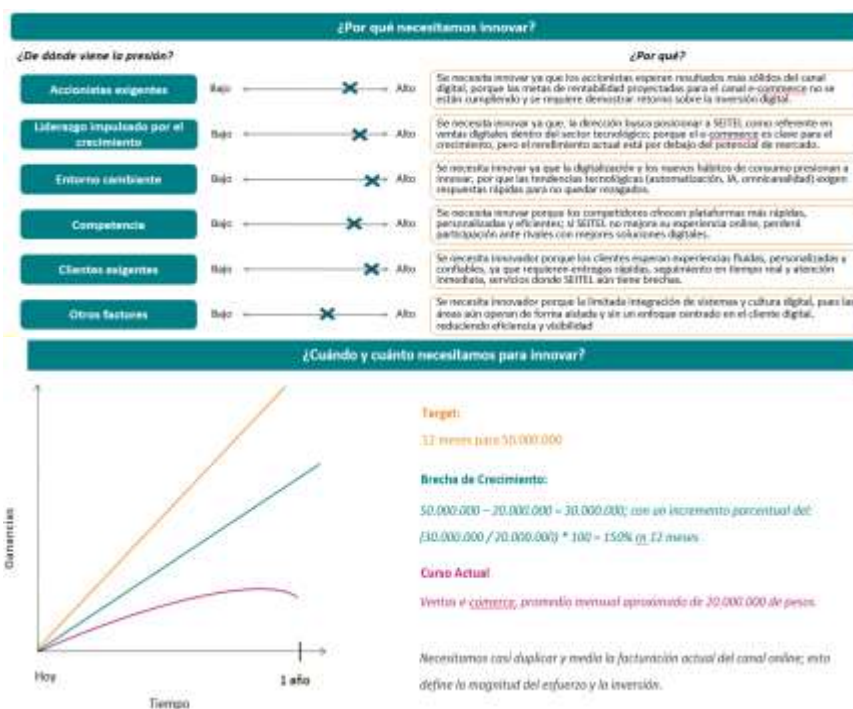 ¿Por qué necesitamos innovar?
¿De dónde viene la presión?
¿Por qué?
Accionistas exigentes
Bajo
Alto
Se necesita innovar ya que los accionistas esperan resultados más sólidos del canal
digital, porque las metas de rentabilidad proyectadas para el canal e-commerce no se
están cumpliendo y se requiere demostrar retorno sobre la inversión digital.
Liderazgo impulsado por el
crecimiento
Bajo
Alto
Se necesita innovar ya que, la dirección busca posicionar a SEITEL como referente en
ventas digitales dentro del sector tecnológico; porque el e-commerce es clave para el
crecimiento, pero el rendimiento actual está por debajo del potencial de mercado.
Entorno cambiante
Bajo
Alto
Se necesita innovar ya que la digitalización y los nuevos hábitos de consumo presionan a
innovar; por que las tendencias tecnológicas (automatización, IA, omnicanalidad) exigen
respuestas rápidas para no quedar rezagados.
Competencia
Bajo
Alto
Se necesita innovar porque los competidores ofrecen plataformas más rápidas,
personalizadas y eficientes; si SEITEL no mejora su experiencia online, perderá
participación ante rivales con mejores soluciones digitales.
Clientes exigentes
Bajo
Alto
Se necesita innovador porque los clientes esperan experiencias fluidas, personalizadas y
confiables, ya que requieren entregas rápidas, seguimiento en tiempo real y atención
inmediata, servicios donde SEITEL aún tiene brechas.
Otros factores
Bajo
Alto
Se necesita innovador porque la limitada integración de sistemas y cultura digital, pues las
áreas aún operan de forma aislada y sin un enfoque centrado en el cliente digital,
reduciendo eficiencia y visibilidad
¿Cuándo y cuánto necesitamos para innovar?
Ganancias
Hoy
1 año
Tiempo
Target:
12 meses para 50.000.000
Brecha de Crecimiento:
50.000.000 – 20.000.000 = 30.000.000; con un incremento porcentual del:
(30.000.000 / 20.000.000) * 100 = 150% en 12 meses
Curso Actual
Ventas e comerce, promedio mensual aproximado de 20.000.000 de pesos.
Necesitamos casi duplicar y media la facturación actual del canal online; esto
define la magnitud del esfuerzo y la inversión.